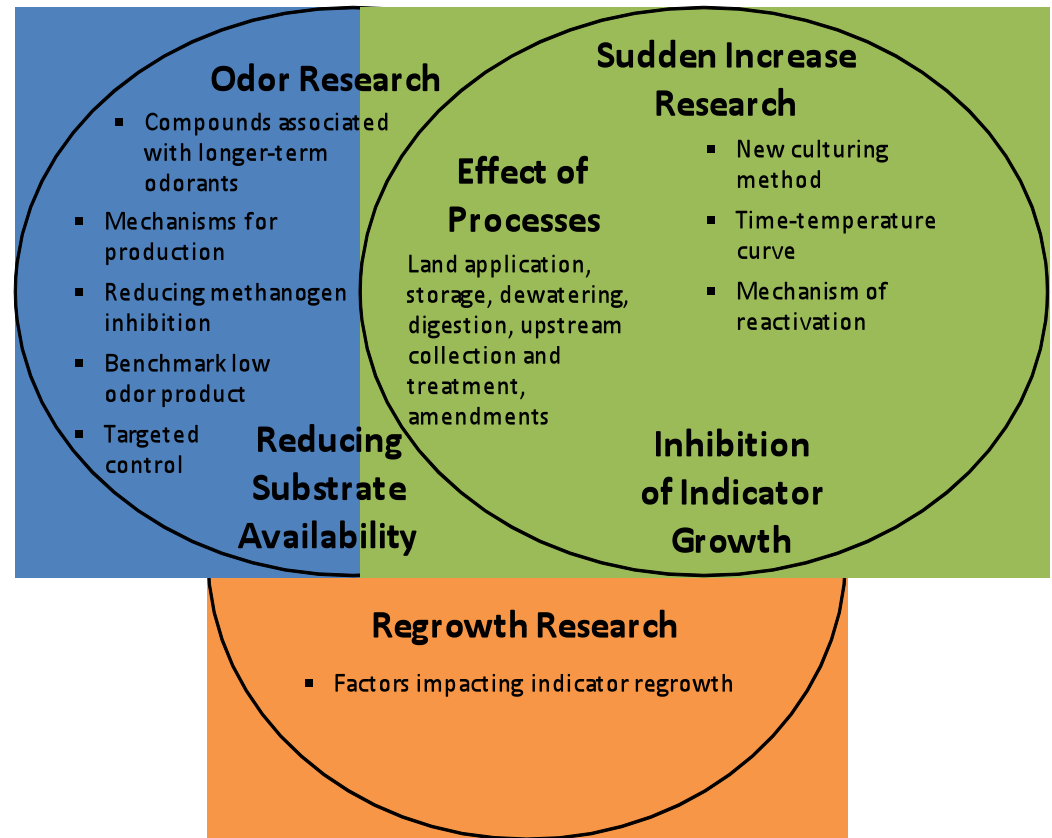 Odor Research
▪ Compounds associated
with longer-term
odorants
▪ Mechanisms for
production
▪ Reducing methanogen
inhibition
▪ Benchmark low
odor product
▪ Targeted
control
Effect of
Processes
Land application,
storage, dewatering,
digestion, upstream
collection and
treatment,
amendments
Sudden Increase
Research
▪ New culturing
method
▪ Time-temperature
curve
▪ Mechanism of
reactivation
Reducing
Substrate
Availability
Inhibition
of Indicator
Growth
Regrowth Research
▪ Factors impacting indicator regrowth